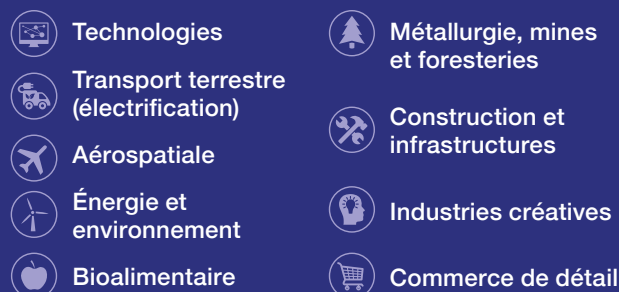 Technologies
Transport terrestre
(électrification)
Aérospatiale
Énergie et
environnement
Bioalimentaire
Métallurgie, mines
et foresteries
Construction et
infrastructures
Industries créatives
Commerce de détail